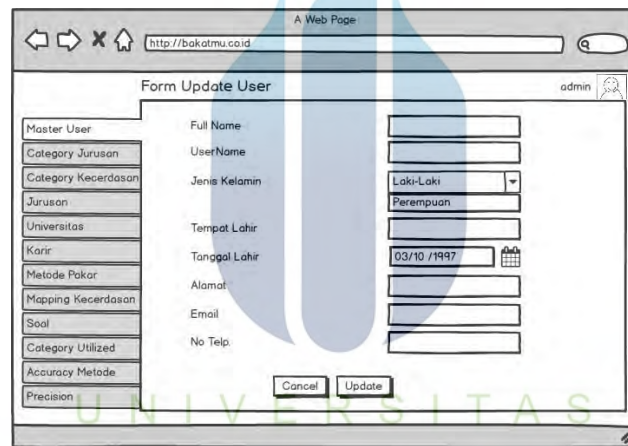 A Web Page
http://bakatmu.co.id
Form Update User
admin
Master User
Category Jurusan
Category Kecerdasan
Jurusan
Universitas
Karir
Metode Pakar
Mapping Kecerdasan
Soal
Category Utilized
Accuracy Metode
Precision
Full Name
UserName
Jenis Kelamin
Laki-Laki
Perempuan
Tempat Lahir
Tanggal Lahir
03/10 /1997
Alamat
Email
No Telp.
Cancel
Update
UNIVERSITAS